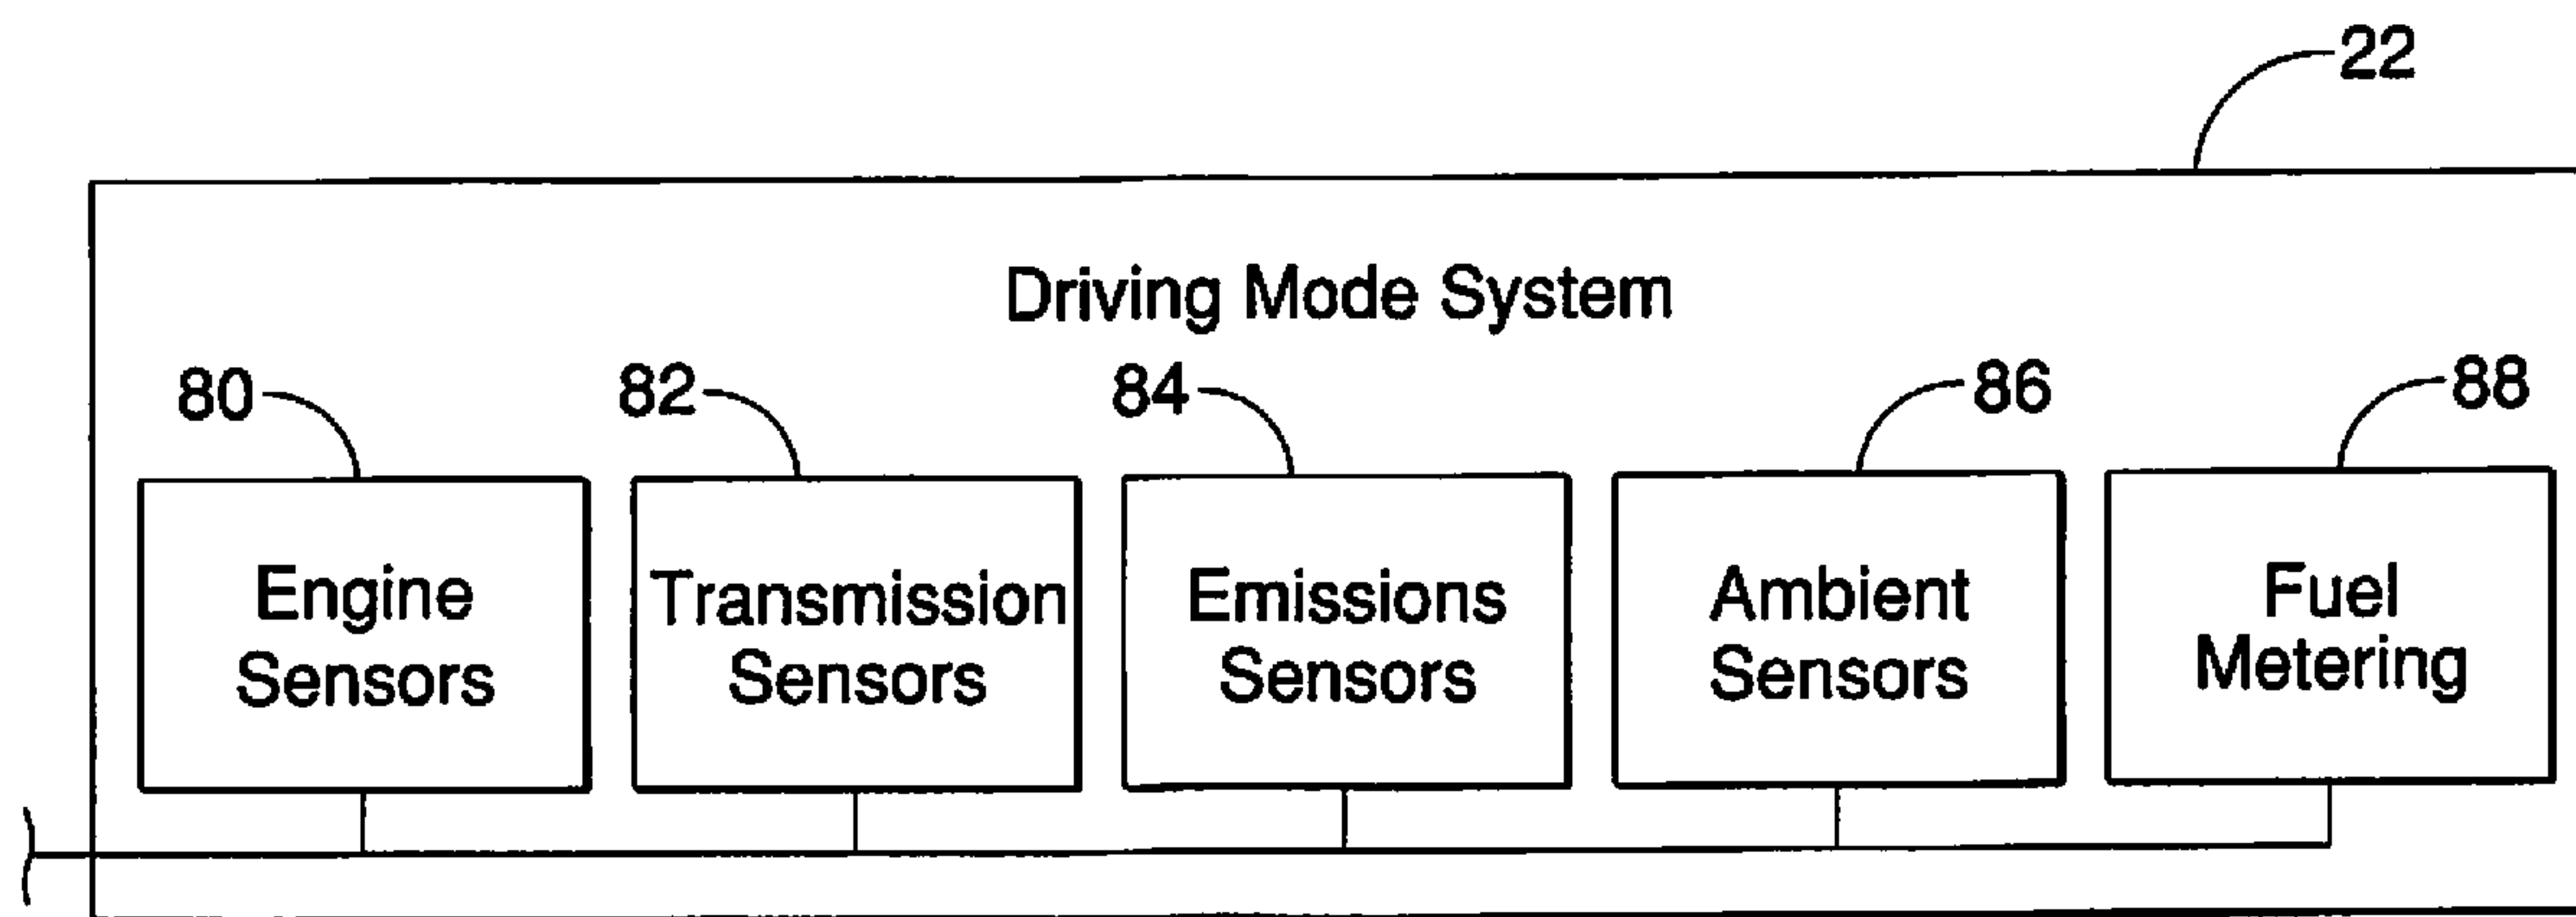 22
Driving Mode System
80
82
84
86
88
Engine
Sensors
Transmission
Sensors
Emissions
Sensors
Ambient
Sensors
Fuel
Metering